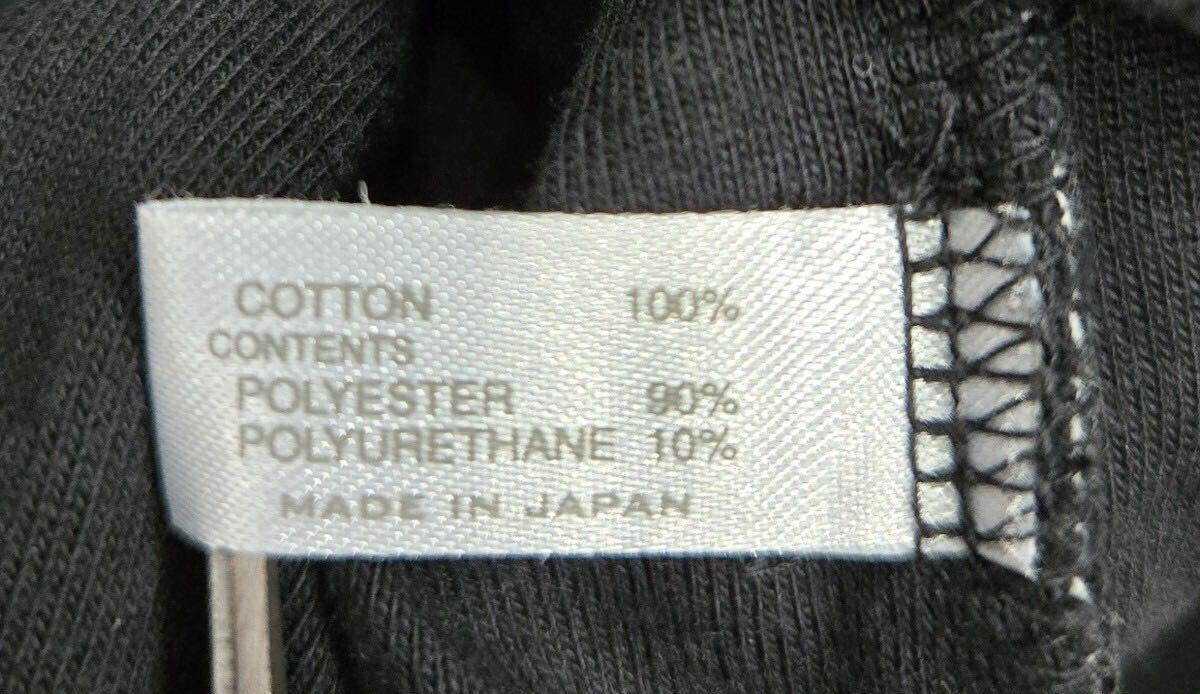 COTTON 100%
CONTENTS
POLYESTER 90%
POLYURETHANE 10%
MADE IN JAPAN